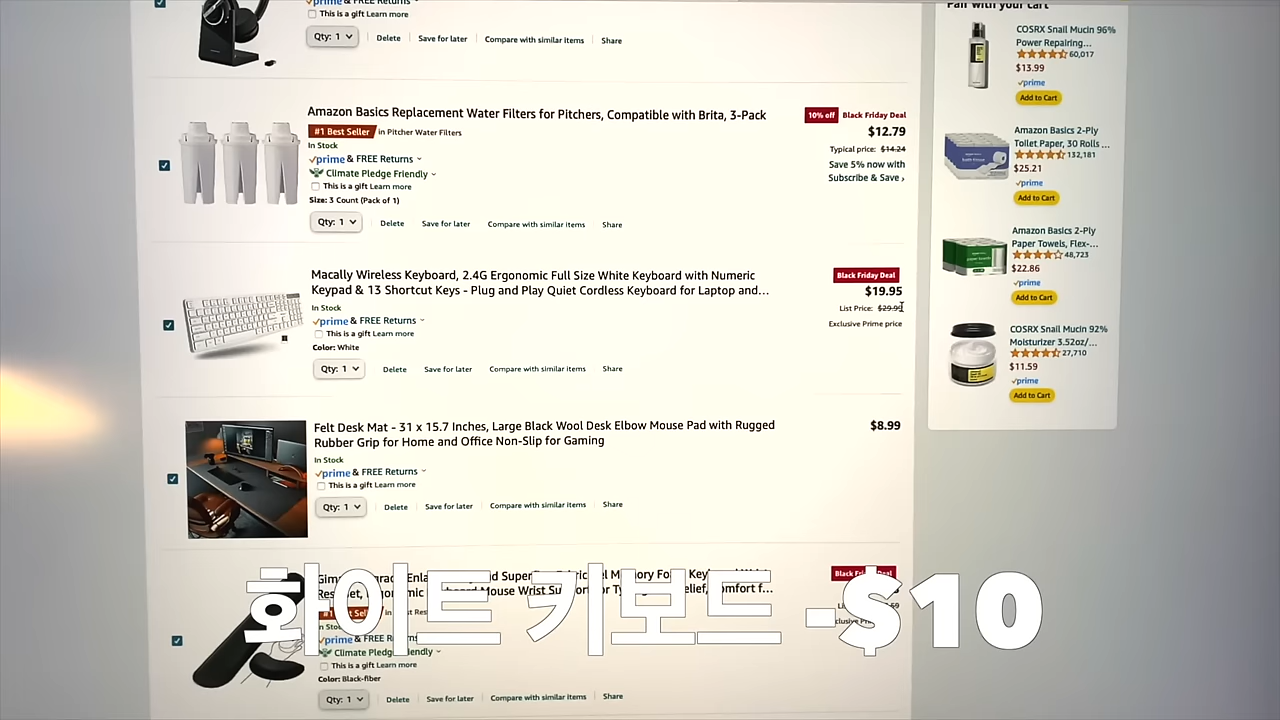 prime & FREE Returns
This is a gift Learn more
Qty: 1 Delete Save for later Compare with similar items Share
Amazon Basics Replacement Water Filters for Pitchers, Compatible with Brita, 3-Pack
#1 Best Seller in Pitcher Water Filters
In Stock
prime & FREE Returns
Climate Pledge Friendly
This is a gift Learn more
Size: 3 Count (Pack of 1)
Qty: 1 Delete Save for later Compare with similar items Share
10% off Black Friday Deal
$12.79
Typical price: $14.24
Save 5% now with
Subscribe & Save ›
Macally Wireless Keyboard, 2.4G Ergonomic Full Size White Keyboard with Numeric
Keypad & 13 Shortcut Keys - Plug and Play Quiet Cordless Keyboard for Laptop and...
In Stock
prime & FREE Returns
This is a gift Learn more
Color: White
Qty: 1 Delete Save for later Compare with similar items Share
Black Friday Deal
$19.95
List Price: $29.99
Exclusive Prime price
Felt Desk Mat - 31 x 15.7 Inches, Large Black Wool Desk Elbow Mouse Pad with Rugged
Rubber Grip for Home and Office Non-Slip for Gaming
In Stock
prime & FREE Returns
This is a gift Learn more
Qty: 1 Delete Save for later Compare with similar items Share
$8.99
화이트 키보드 -$10
prime
Climate Pledge Friendly
This is a gift Learn more
Color: Black-fiber
Qty: 1 Delete Save for later Compare with similar items Share
Pair with your cart
COSRX Snail Mucin 96%
Power Repairing...
60,017
$13.99
prime
Add to Cart
Amazon Basics 2-Ply
Toilet Paper, 30 Rolls ...
132,181
$25.21
prime
Add to Cart
Amazon Basics 2-Ply
Paper Towels, Flex-...
48,723
$22.86
prime
Add to Cart
COSRX Snail Mucin 92%
Moisturizer 3.52oz/...
27,710
$11.59
prime
Add to Cart